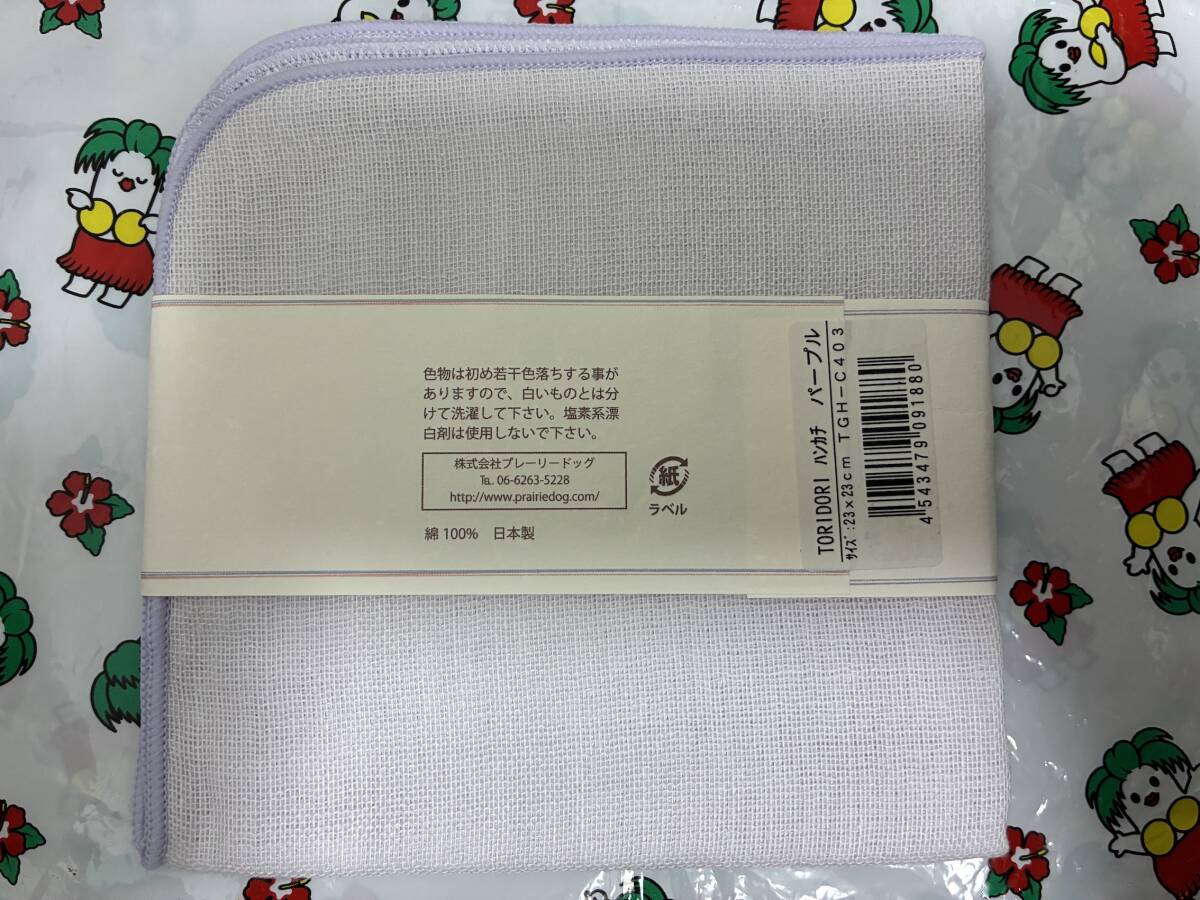 色物は初め若干色落ちする事が
ありますので、白いものとは分
けて洗濯して下さい。塩素系漂
白剤は使用しないで下さい。
株式会社プレーリードッグ
℡ 06-6263-5228
http://www.prairiedog.com/
綿 100% 日本製
紙
ラベル
TORIDORI ハンカチ パープル
サイズ:23×23cm TGH-C403
4543479091880